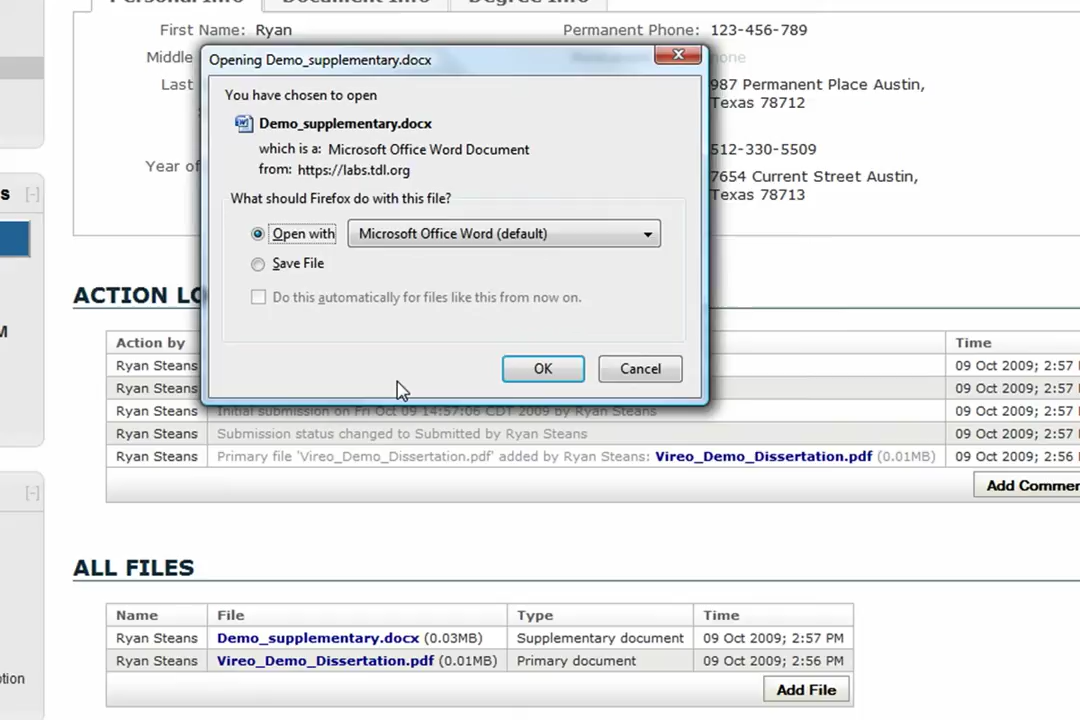 Personal Info Document Info Degree Info
First Name: Ryan Permanent Phone: 123-456-789
Middle
Last 987 Permanent Place Austin,
Texas 78712
512-330-5509
Year of 7654 Current Street Austin,
Texas 78713
Opening Demo_supplementary.docx
You have chosen to open
Demo_supplementary.docx
which is a: Microsoft Office Word Document
from: https://labs.tdl.org
What should Firefox do with this file?
Open with Microsoft Office Word (default)
Save File
Do this automatically for files like this from now on.
OK Cancel
s [-]
M
[-]
ption
ACTION LO
Action by Time
Ryan Steans 09 Oct 2009; 2:57 P
Ryan Steans 09 Oct 2009; 2:57 P
Ryan Steans Initial submission on Fri Oct 09 14:57:06 CDT 2009 by Ryan Steans 09 Oct 2009; 2:57 P
Ryan Steans Submission status changed to Submitted by Ryan Steans 09 Oct 2009; 2:57 P
Ryan Steans Primary file 'Vireo_Demo_Dissertation.pdf' added by Ryan Steans: Vireo_Demo_Dissertation.pdf (0.01MB) 09 Oct 2009; 2:56 P
Add Commen
ALL FILES
Name File Type Time
Ryan Steans Demo_supplementary.docx (0.03MB) Supplementary document 09 Oct 2009; 2:57 PM
Ryan Steans Vireo_Demo_Dissertation.pdf (0.01MB) Primary document 09 Oct 2009; 2:56 PM
Add File